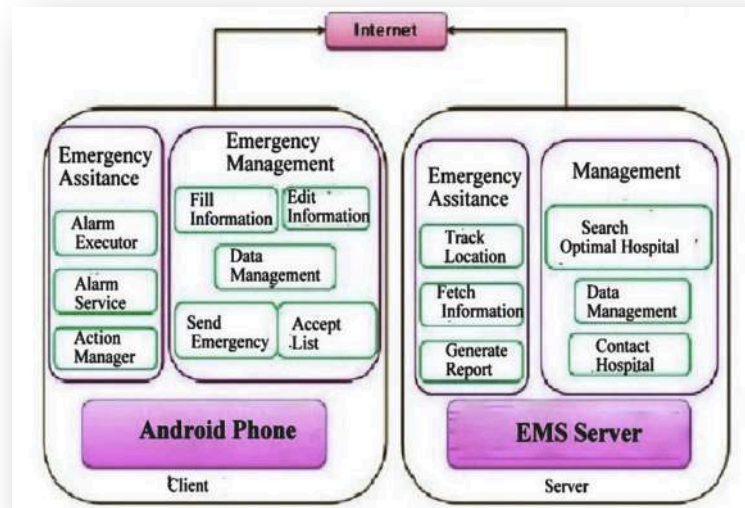 Internet
Emergency
Assitance
Alarm
Executor
Alarm
Service
Action
Manager
Emergency
Management
Fill
Information
Edit
Information
Data
Management
Send
Emergency
Accept
List
Android Phone
Client
Emergency
Assitance
Track
Location
Fetch
Information
Generate
Report
Management
Search
Optimal Hospital
Data
Management
Contact
Hospital
EMS Server
Server